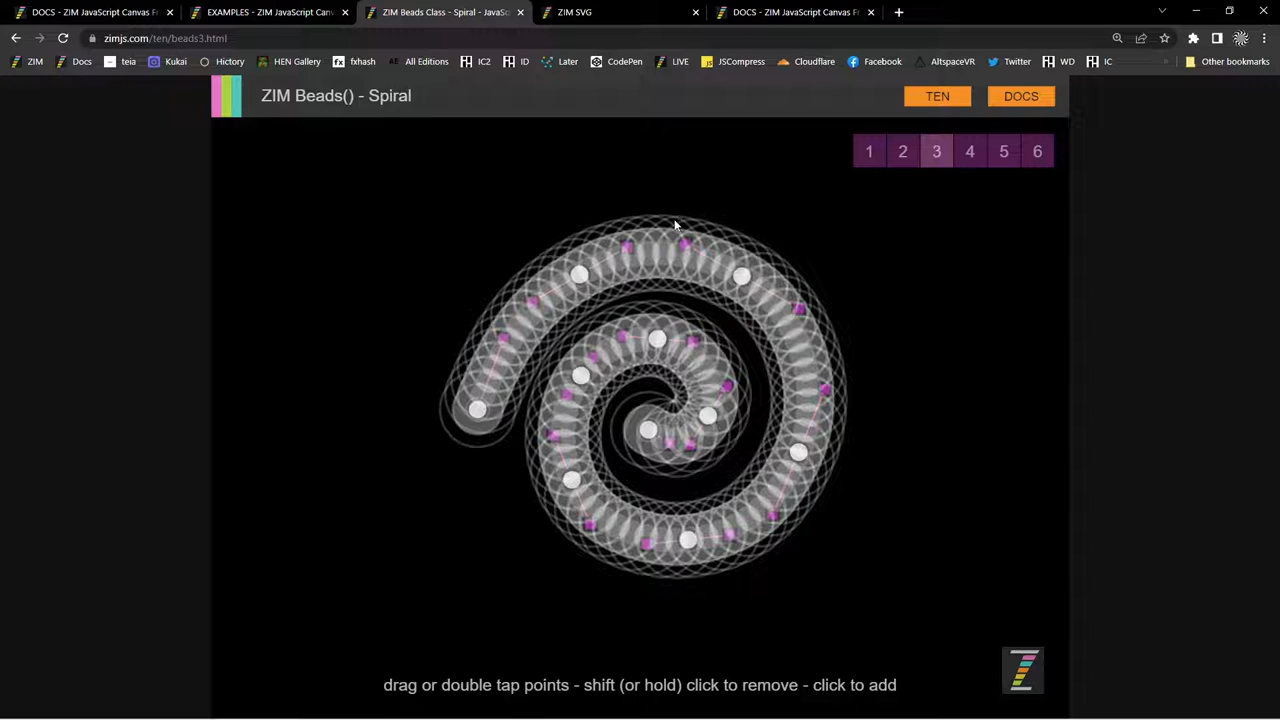 DOCS - ZIM JavaScript Canvas Fr
EXAMPLES - ZIM JavaScript Canv
ZIM Beads Class - Spiral - JavaSc
ZIM SVG
DOCS - ZIM JavaScript Canvas Fr
zimjs.com/ten/beads3.html
ZIM Docs teia Kukai Hictory HEN Gallery fxhash All Editions IC2 ID Later CodePen LIVE JSCompress Cloudflare Facebook AltspaceVR Twitter WD IC » Other bookmarks
ZIM Beads() - Spiral
TEN DOCS
1 2 3 4 5 6
drag or double tap points - shift (or hold) click to remove - click to add